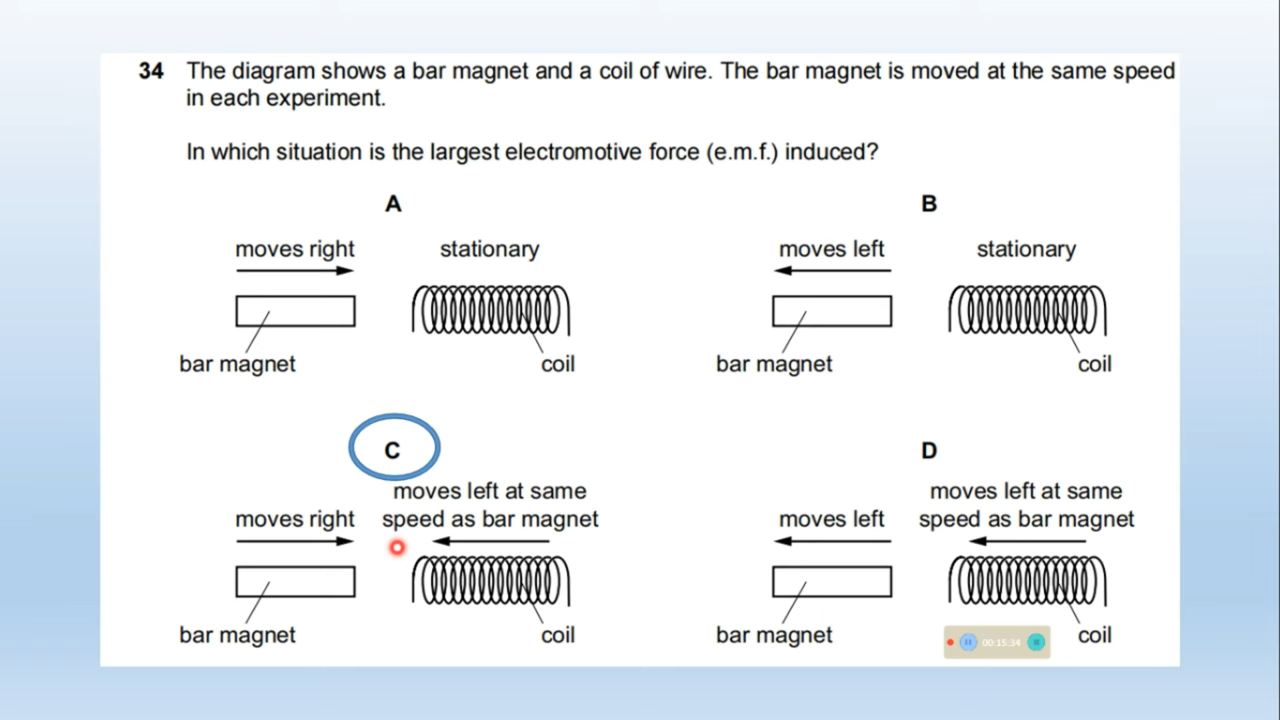 34 The diagram shows a bar magnet and a coil of wire. The bar magnet is moved at the same speed
in each experiment.
In which situation is the largest electromotive force (e.m.f.) induced?
A
moves right stationary
bar magnet coil
B
moves left stationary
bar magnet coil
C
moves left at same
moves right speed as bar magnet
bar magnet coil
D
moves left at same
moves left speed as bar magnet
bar magnet coil
00:15:34